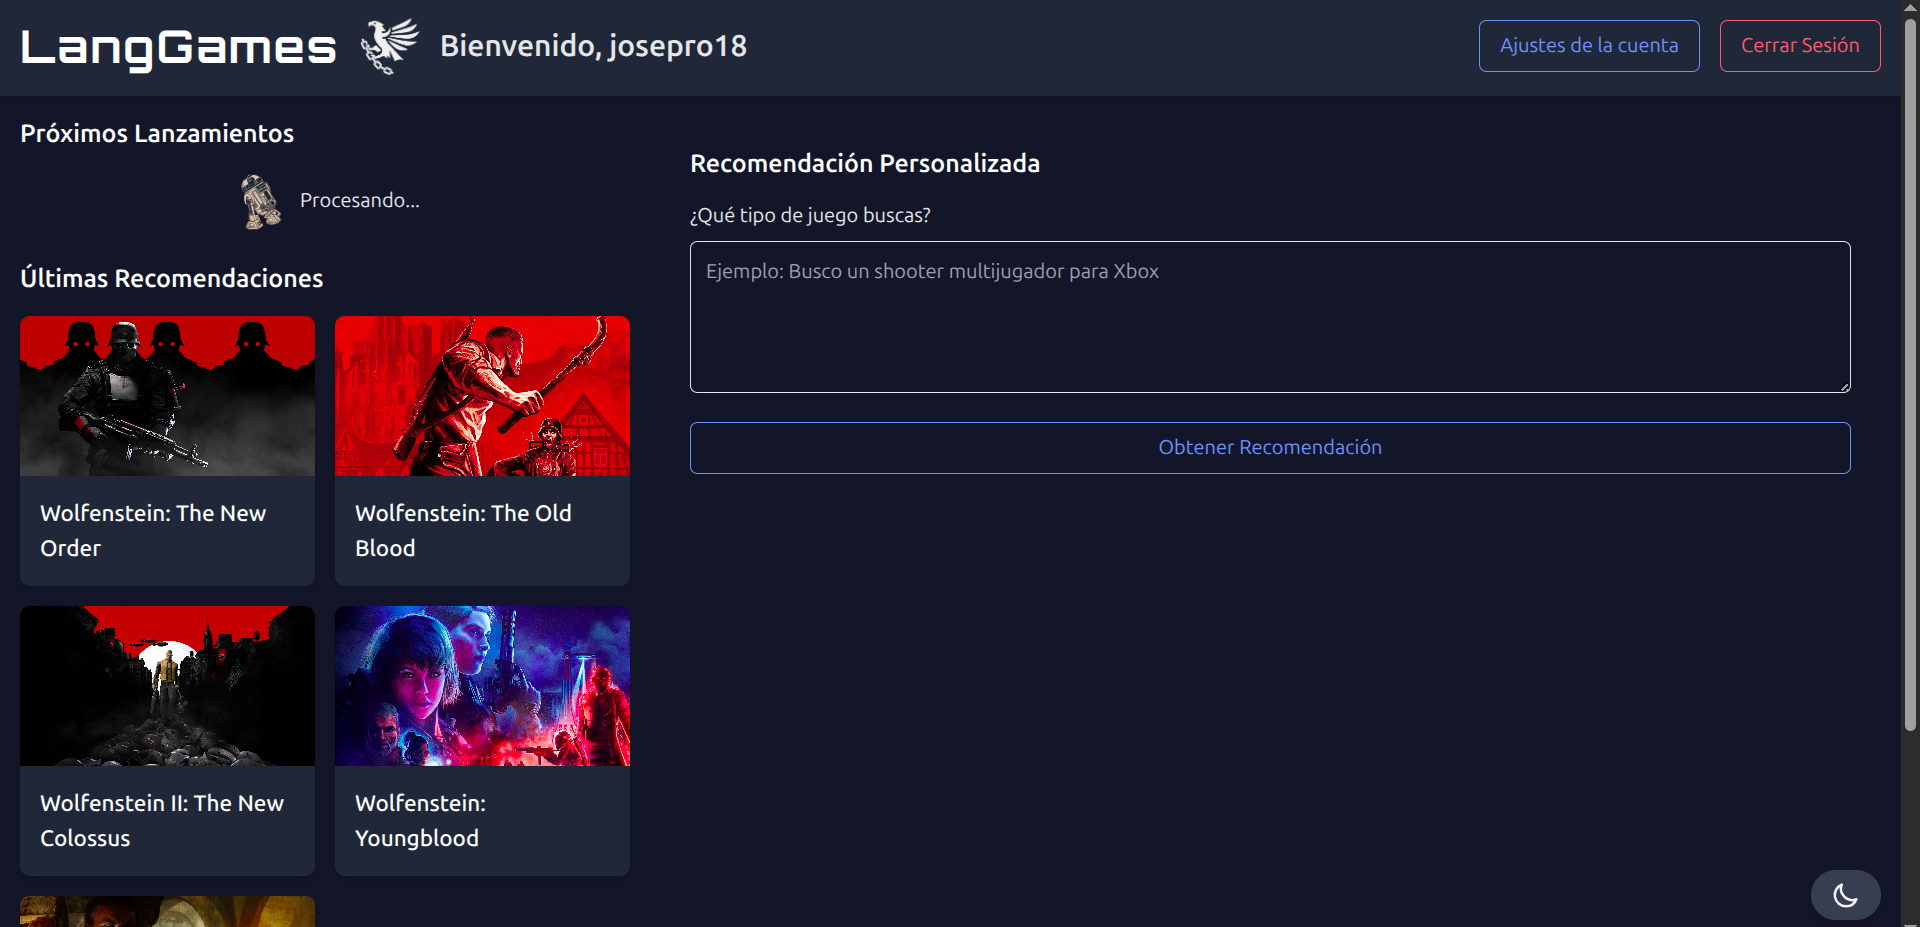 LangGames
Bienvenido, josepro18
Ajustes de la cuenta
Cerrar Sesión
Próximos Lanzamientos
Procesando...
Últimas Recomendaciones
Wolfenstein: The New
Order
Wolfenstein: The Old
Blood
Wolfenstein II: The New
Colossus
Wolfenstein:
Youngblood
Recomendación Personalizada
¿Qué tipo de juego buscas?
Ejemplo: Busco un shooter multijugador para Xbox
Obtener Recomendación